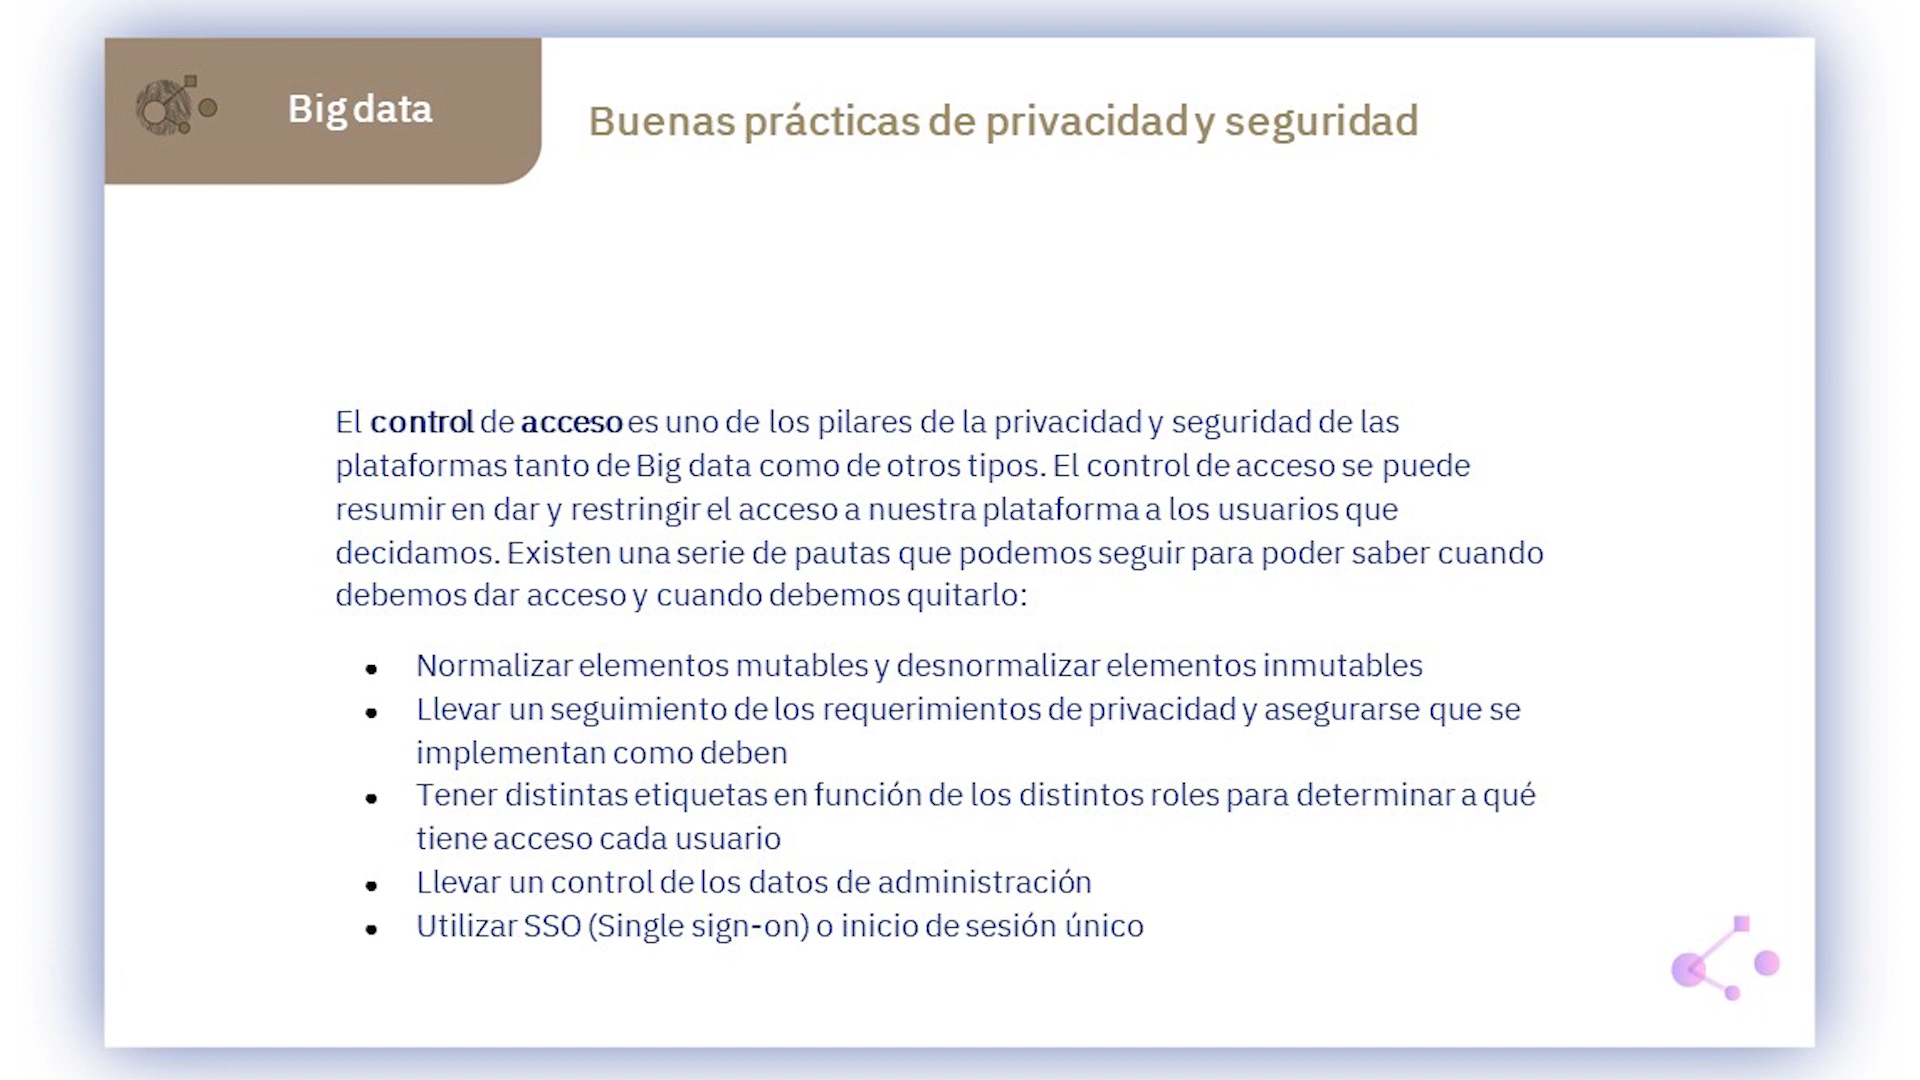 Big data
Buenas prácticas de privacidad y seguridad
El control de acceso es uno de los pilares de la privacidad y seguridad de las
plataformas tanto de Big data como de otros tipos. El control de acceso se puede
resumir en dar y restringir el acceso a nuestra plataforma a los usuarios que
decidamos. Existen una serie de pautas que podemos seguir para poder saber cuando
debemos dar acceso y cuando debemos quitarlo:
● Normalizar elementos mutables y desnormalizar elementos inmutables
● Llevar un seguimiento de los requerimientos de privacidad y asegurarse que se
implementan como deben
● Tener distintas etiquetas en función de los distintos roles para determinar a qué
tiene acceso cada usuario
● Llevar un control de los datos de administración
● Utilizar SSO (Single sign-on) o inicio de sesión único